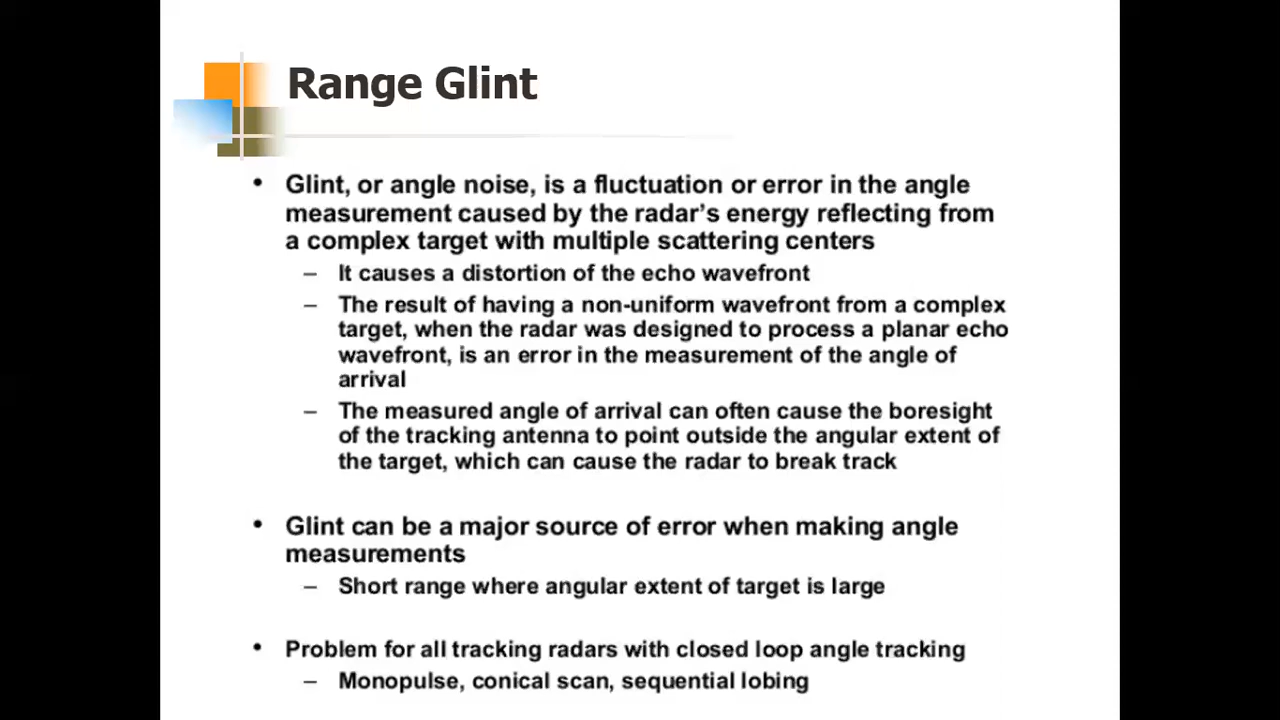 Range Glint
• Glint, or angle noise, is a fluctuation or error in the angle
measurement caused by the radar's energy reflecting from
a complex target with multiple scattering centers
– It causes a distortion of the echo wavefront
– The result of having a non-uniform wavefront from a complex
target, when the radar was designed to process a planar echo
wavefront, is an error in the measurement of the angle of
arrival
– The measured angle of arrival can often cause the boresight
of the tracking antenna to point outside the angular extent of
the target, which can cause the radar to break track
• Glint can be a major source of error when making angle
measurements
– Short range where angular extent of target is large
• Problem for all tracking radars with closed loop angle tracking
– Monopulse, conical scan, sequential lobing